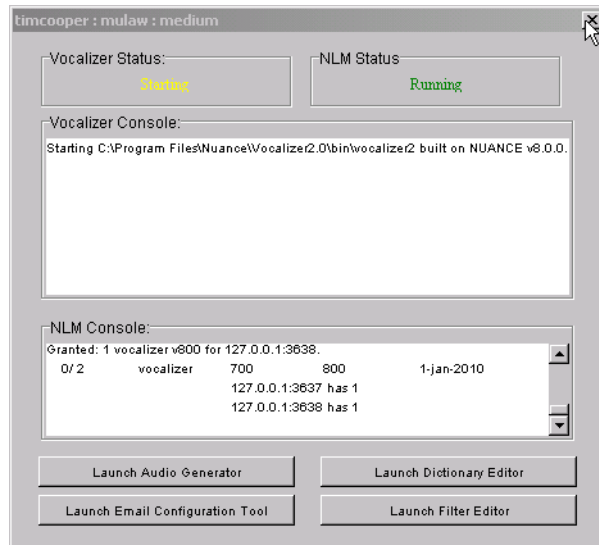 timcooper : mulaw : medium
Vocalizer Status:
Starting
NLM Status
Running
Vocalizer Console:
Starting C:\Program Files\Nuance\Vocalizer2.0\bin\vocalizer2 built on NUANCE v8.0.0.
NLM Console:
Granted: 1 vocalizer v800 for 127.0.0.1:3638.
0/ 2 vocalizer 700 800 1-jan-2010
127.0.0.1:3637 has 1
127.0.0.1:3638 has 1
Launch Audio Generator
Launch Dictionary Editor
Launch Email Configuration Tool
Launch Filter Editor